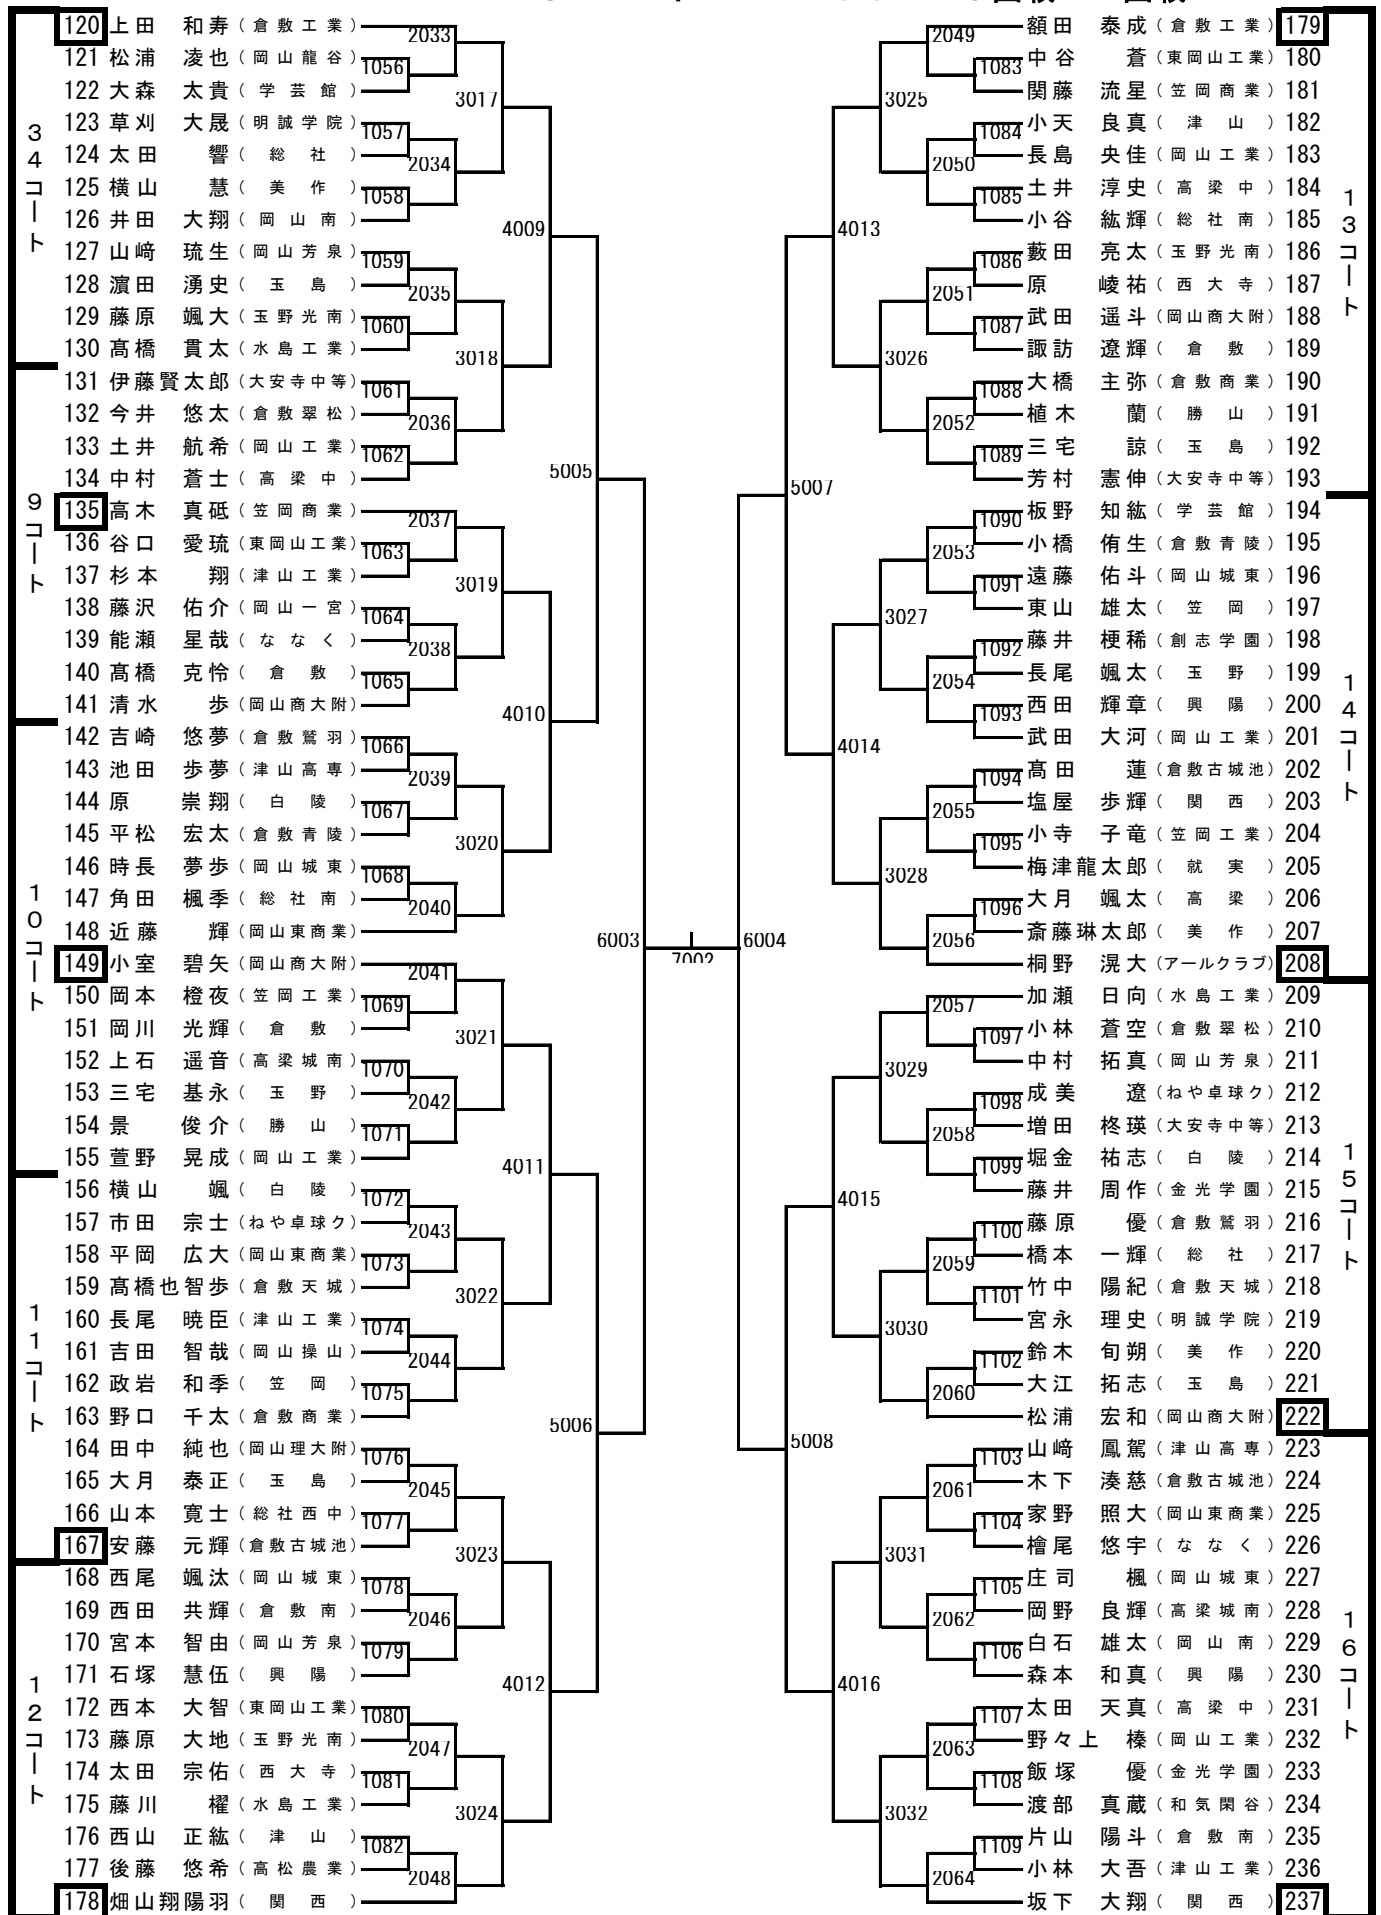 120 上田 和寿 (倉敷工業)
121 松浦 凌也 (岡山龍谷)
122 大森 太貴 (学芸館)
123 草刈 大晟 (明誠学院)
124 太田 響 (総社)
125 横山 慧 (美作)
126 井田 大翔 (岡山南)
127 山﨑 琉生 (岡山芳泉)
128 濵田 湧史 (玉島)
129 藤原 颯大 (玉野光南)
130 髙橋 貫太 (水島工業)
34コート
131 伊藤賢太郎 (大安寺中等)
132 今井 悠太 (倉敷翠松)
133 土井 航希 (岡山工業)
134 中村 蒼士 (高梁中)
135 高木 真砥 (笠岡商業)
136 谷口 愛琉 (東岡山工業)
137 杉本 翔 (津山工業)
138 藤沢 佑介 (岡山一宮)
139 能瀬 星哉 (ななく)
140 髙橋 克怜 (倉敷)
141 清水 歩 (岡山商大附)
9コート
142 吉崎 悠夢 (倉敷鷲羽)
143 池田 歩夢 (津山高専)
144 原 崇翔 (白陵)
145 平松 宏太 (倉敷青陵)
146 時長 夢歩 (岡山城東)
147 角田 楓季 (総社南)
148 近藤 輝 (岡山東商業)
149 小室 碧矢 (岡山商大附)
150 岡本 橙夜 (笠岡工業)
151 岡川 光輝 (倉敷)
152 上石 遥音 (高梁城南)
153 三宅 基永 (玉野)
154 景 俊介 (勝山)
155 萱野 晃成 (岡山工業)
10コート
156 横山 颯 (白陵)
157 市田 宗士 (ねや卓球ク)
158 平岡 広大 (岡山東商業)
159 髙橋也智歩 (倉敷天城)
160 長尾 暁臣 (津山工業)
161 吉田 智哉 (岡山操山)
162 政岩 和季 (笠岡)
163 野口 千太 (倉敷商業)
164 田中 純也 (岡山理大附)
165 大月 泰正 (玉島)
166 山本 寛士 (総社西中)
167 安藤 元輝 (倉敷古城池)
11コート
168 西尾 颯汰 (岡山城東)
169 西田 共輝 (倉敷南)
170 宮本 智由 (岡山芳泉)
171 石塚 慧伍 (興陽)
172 西本 大智 (東岡山工業)
173 藤原 大地 (玉野光南)
174 太田 宗佑 (西大寺)
175 藤川 櫂 (水島工業)
176 西山 正紘 (津山)
177 後藤 悠希 (高松農業)
178 畑山翔陽羽 (関西)
12コート
1056
1057
1058
1059
1060
1061
1062
1063
1064
1065
1066
1067
1068
1069
1070
1071
1072
1073
1074
1075
1076
1077
1078
1079
1080
1081
1082
2033
2034
2035
2036
2037
2038
2039
2040
2041
2042
2043
2044
2045
2046
2047
2048
3017
3018
3019
3020
3021
3022
3023
3024
4009
4010
4011
4012
5005
5006
6003
7002
6004
5007
5008
4013
4014
4015
4016
3025
3026
3027
3028
3029
3030
3031
3032
2049
2050
2051
2052
2053
2054
2055
2056
2057
2058
2059
2060
2061
2062
2063
2064
1083
1084
1085
1086
1087
1088
1089
1090
1091
1092
1093
1094
1095
1096
1097
1098
1099
1100
1101
1102
1103
1104
1105
1106
1107
1108
1109
額田 泰成 (倉敷工業) 179
中谷 蒼 (東岡山工業) 180
関藤 流星 (笠岡商業) 181
小天 良真 (津山) 182
長島 央佳 (岡山工業) 183
土井 淳史 (高梁中) 184
小谷 紘輝 (総社南) 185
藪田 亮太 (玉野光南) 186
原 崚祐 (西大寺) 187
武田 遥斗 (岡山商大附) 188
諏訪 遼輝 (倉敷) 189
大橋 主弥 (倉敷商業) 190
植木 蘭 (勝山) 191
三宅 諒 (玉島) 192
芳村 憲伸 (大安寺中等) 193
13コート
板野 知紘 (学芸館) 194
小橋 侑生 (倉敷青陵) 195
遠藤 佑斗 (岡山城東) 196
東山 雄太 (笠岡) 197
藤井 梗稀 (創志学園) 198
長尾 颯太 (玉野) 199
西田 輝章 (興陽) 200
武田 大河 (岡山工業) 201
髙田 蓮 (倉敷古城池) 202
塩屋 歩輝 (関西) 203
小寺 子竜 (笠岡工業) 204
梅津龍太郎 (就実) 205
大月 颯太 (高梁) 206
斎藤琳太郎 (美作) 207
桐野 滉大 (アールクラブ) 208
14コート
加瀬 日向 (水島工業) 209
小林 蒼空 (倉敷翠松) 210
中村 拓真 (岡山芳泉) 211
成美 遼 (ねや卓球ク) 212
増田 柊瑛 (大安寺中等) 213
堀金 祐志 (白陵) 214
藤井 周作 (金光学園) 215
藤原 優 (倉敷鷲羽) 216
橋本 一輝 (総社) 217
竹中 陽紀 (倉敷天城) 218
宮永 理史 (明誠学院) 219
鈴木 旬朔 (美作) 220
大江 拓志 (玉島) 221
松浦 宏和 (岡山商大附) 222
15コート
山﨑 鳳駕 (津山高専) 223
木下 湊慈 (倉敷古城池) 224
家野 照大 (岡山東商業) 225
檜尾 悠宇 (ななく) 226
庄司 楓 (岡山城東) 227
岡野 良輝 (高梁城南) 228
白石 雄太 (岡山南) 229
森本 和真 (興陽) 230
太田 天真 (高梁中) 231
野々上 榛 (岡山工業) 232
飯塚 優 (金光学園) 233
渡部 真蔵 (和気閑谷) 234
片山 陽斗 (倉敷南) 235
小林 大吾 (津山工業) 236
坂下 大翔 (関西) 237
16コート